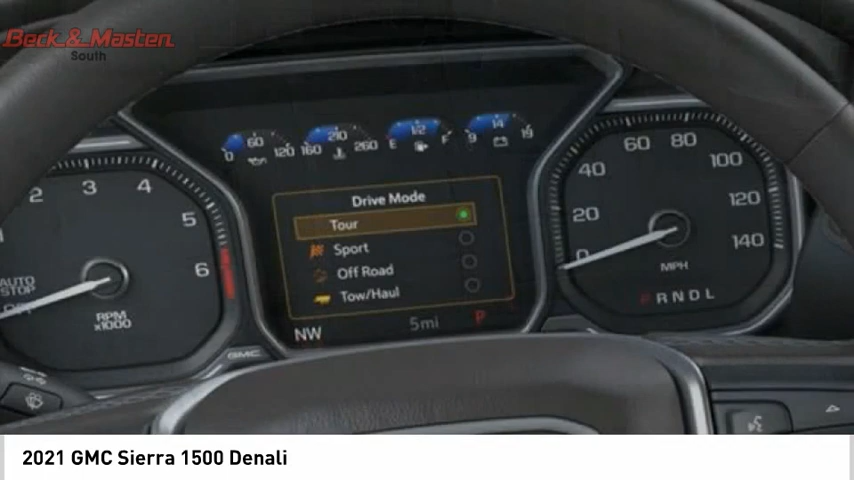 Beck & Masten
South
0 60 120
160 210 260
E 1/2 F
9 14 19
2 3 4 5 6
AUTO
STOP
OFF
RPM
x1000
Drive Mode
Tour
Sport
Off Road
Tow/Haul
NW 5mi P
GMC
0 20 40 60 80 100 120 140
MPH
P R N D L
2021 GMC Sierra 1500 Denali